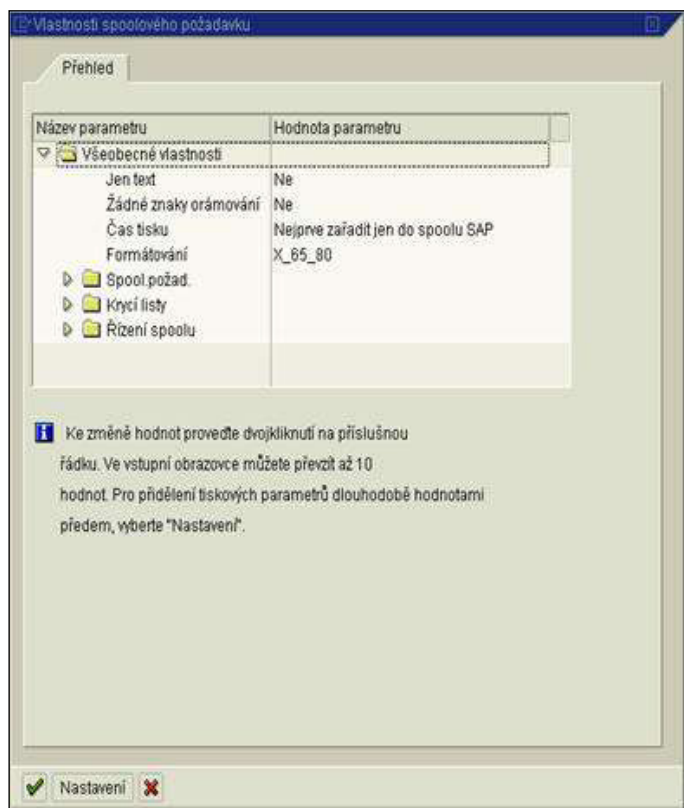 Vlastnosti spoolového požadavku
Přehled
Název parametru Hodnota parametru
Všeobecné vlastnosti
Jen text Ne
Žádné znaky orámování Ne
Čas tisku Nejprve zařadit jen do spoolu SAP
Formátování X_65_80
Spool.požad.
Krycí listy
Řízení spoolu
Ke změně hodnot proveďte dvojkliknutí na příslušnou
řádku. Ve vstupní obrazovce můžete převzít až 10
hodnot. Pro přidělení tiskových parametrů dlouhodobě hodnotami
předem, vyberte "Nastavení".
Nastavení